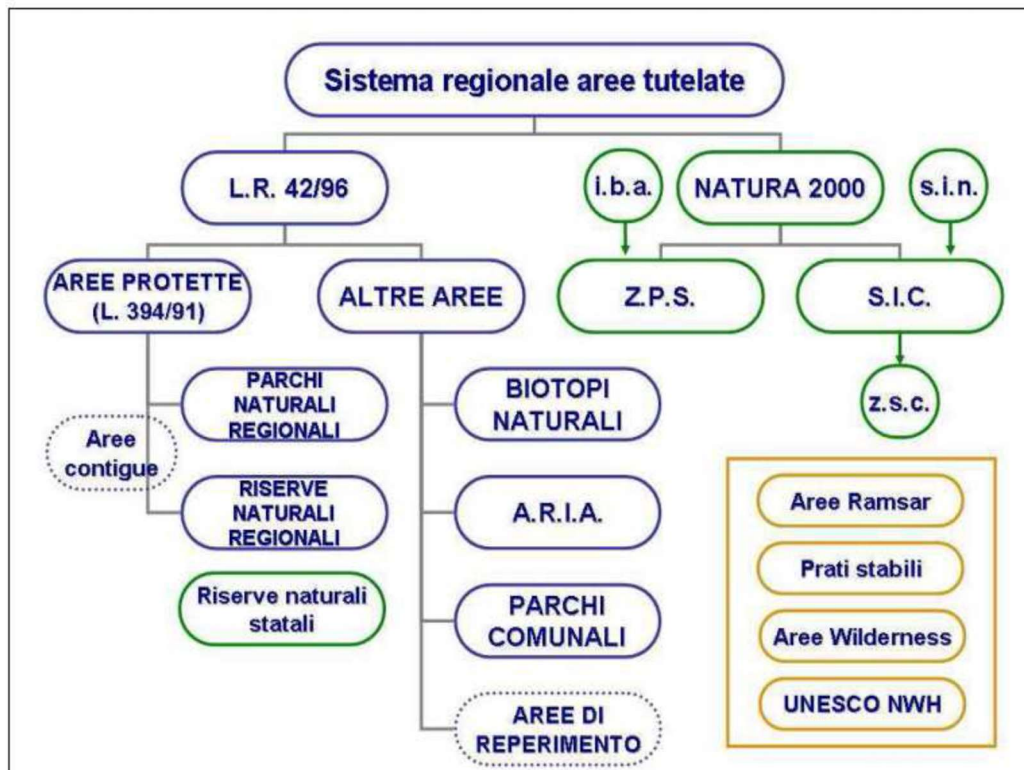 Sistema regionale aree tutelate
L.R. 42/96
i.b.a.
NATURA 2000
s.i.n.
AREE PROTETTE
(L. 394/91)
ALTRE AREE
Z.P.S.
S.I.C.
PARCHI
NATURALI
REGIONALI
BIOTOPI
NATURALI
z.s.c.
Aree
contigue
RISERVE
NATURALI
REGIONALI
A.R.I.A.
Riserve naturali
statali
PARCHI
COMUNALI
AREE DI
REPERIMENTO
Aree Ramsar
Prati stabili
Aree Wilderness
UNESCO NWH